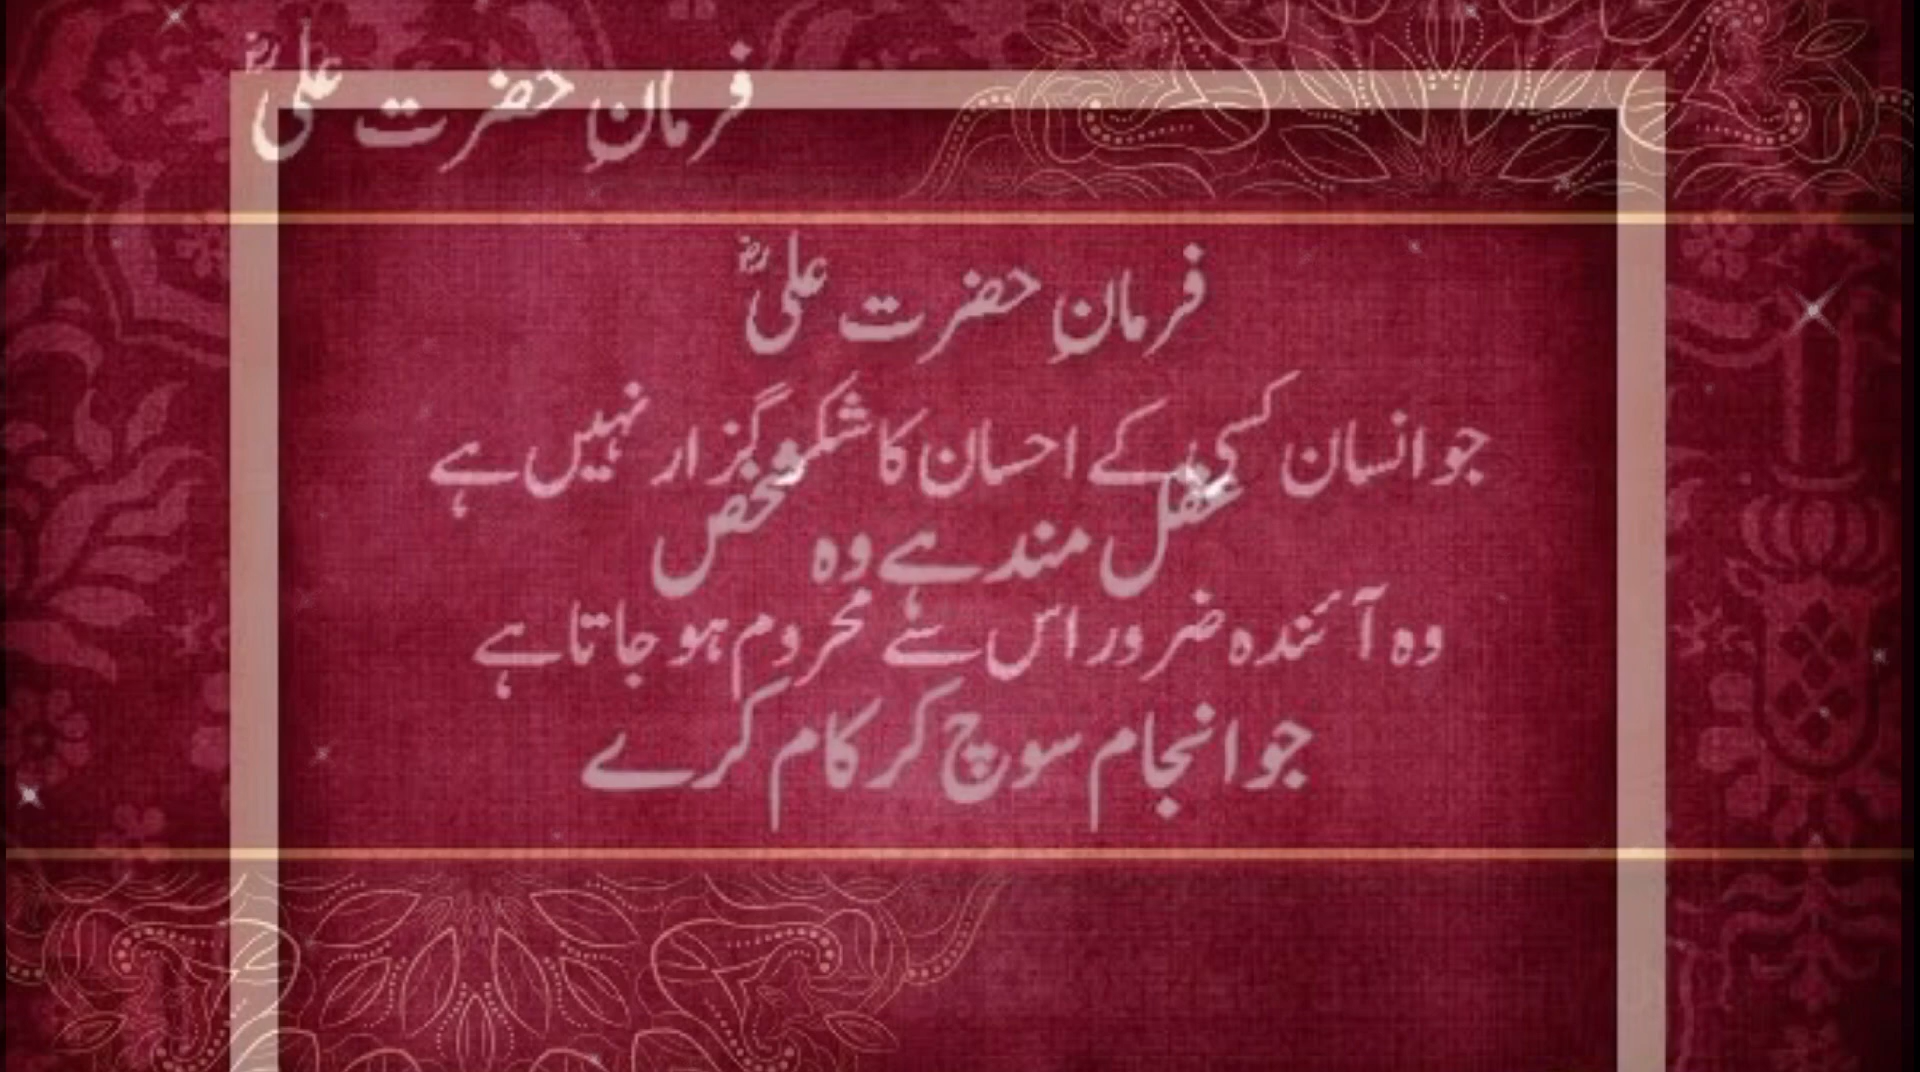 فرمانِ حضرت علیؓ
فرمانِ حضرت علیؓ
جو انسان کسی کے احسان کا شکر گزار نہیں ہے
عقل مند ہے وہ شخص
وہ آئندہ ضرور اس سے محروم ہو جاتا ہے
جو انجام سوچ کر کام کرے